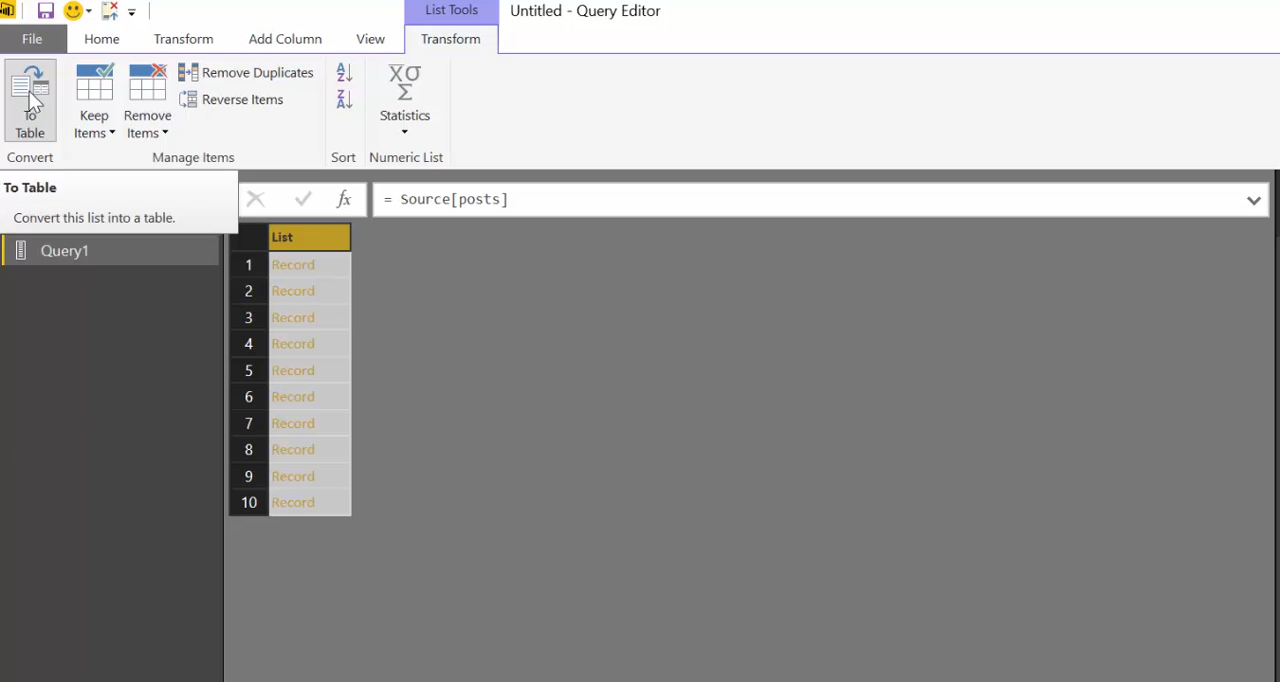 List Tools
Untitled - Query Editor
File
Home
Transform
Add Column
View
Transform
To
Table
Keep
Items
Remove
Items
Remove Duplicates
Reverse Items
A
Z
Z
A
X̅σ
Σ
Statistics
Convert
Manage Items
Sort
Numeric List
To Table
Convert this list into a table.
fx
= Source[posts]
Query1
List
1 Record
2 Record
3 Record
4 Record
5 Record
6 Record
7 Record
8 Record
9 Record
10 Record